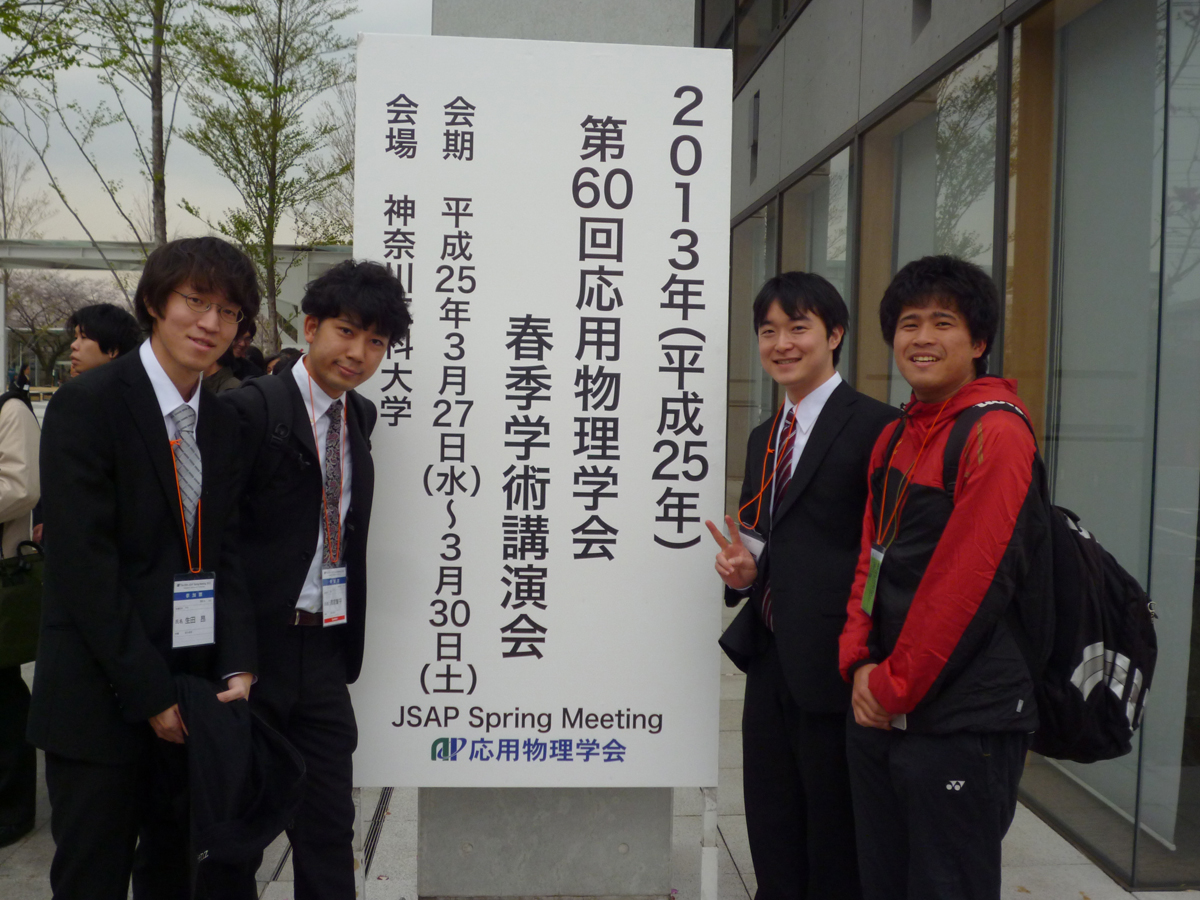 2013年(平成25年)
第60回応用物理学会
春季学術講演会
会期 平成25年3月27日(水)～3月30日(土)
会場 神奈川 科大学
JSAP Spring Meeting
応用物理学会